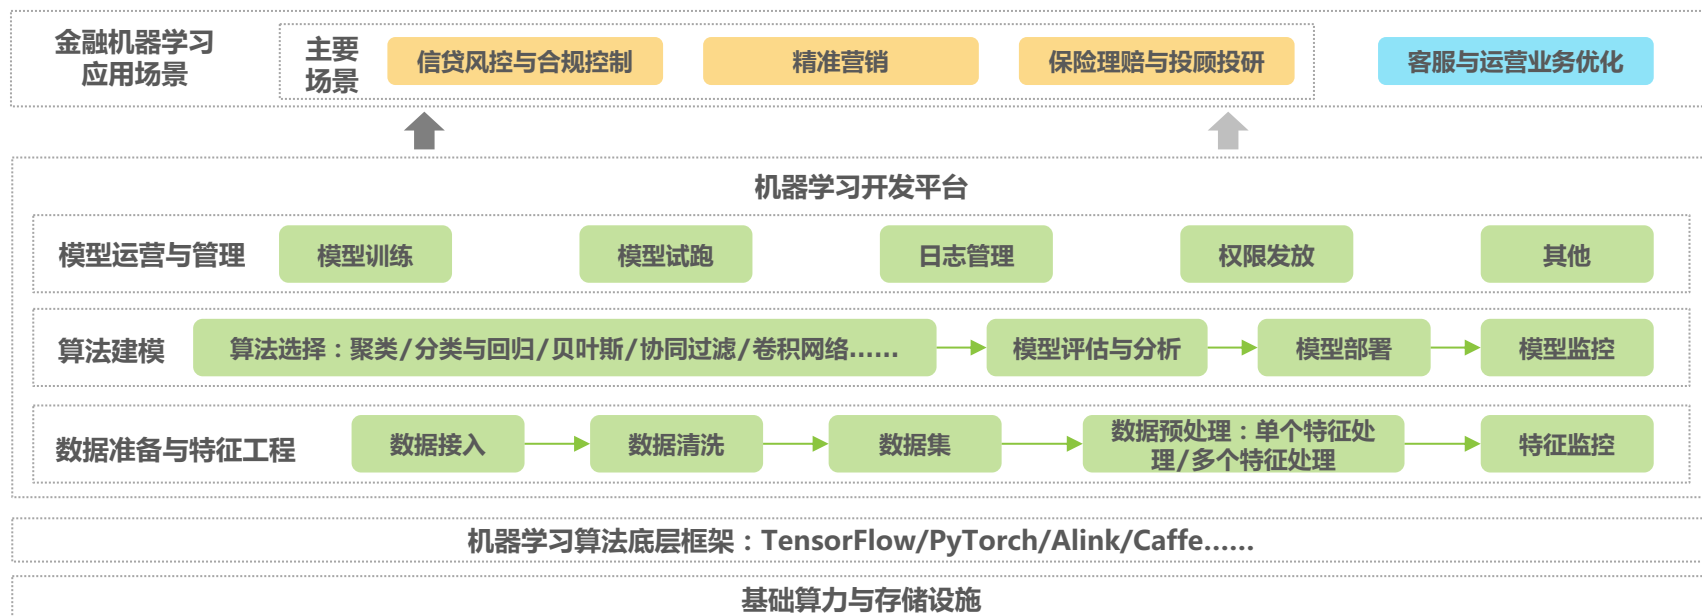 金融机器学习
应用场景
主要
场景
信贷风控与合规控制
精准营销
保险理赔与投顾投研
客服与运营业务优化
机器学习开发平台
模型运营与管理
模型训练
模型试跑
日志管理
权限发放
其他
算法建模
算法选择：聚类/分类与回归/贝叶斯/协同过滤/卷积网络......
模型评估与分析
模型部署
模型监控
数据准备与特征工程
数据接入
数据清洗
数据集
数据预处理：单个特征处
理/多个特征处理
特征监控
机器学习算法底层框架：TensorFlow/PyTorch/Alink/Caffe......
基础算力与存储设施